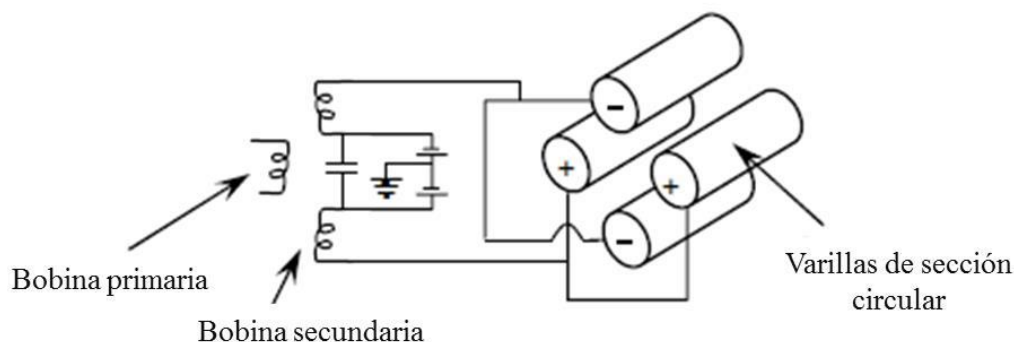 -
+
+
-
Bobina primaria
Bobina secundaria
Varillas de sección
circular